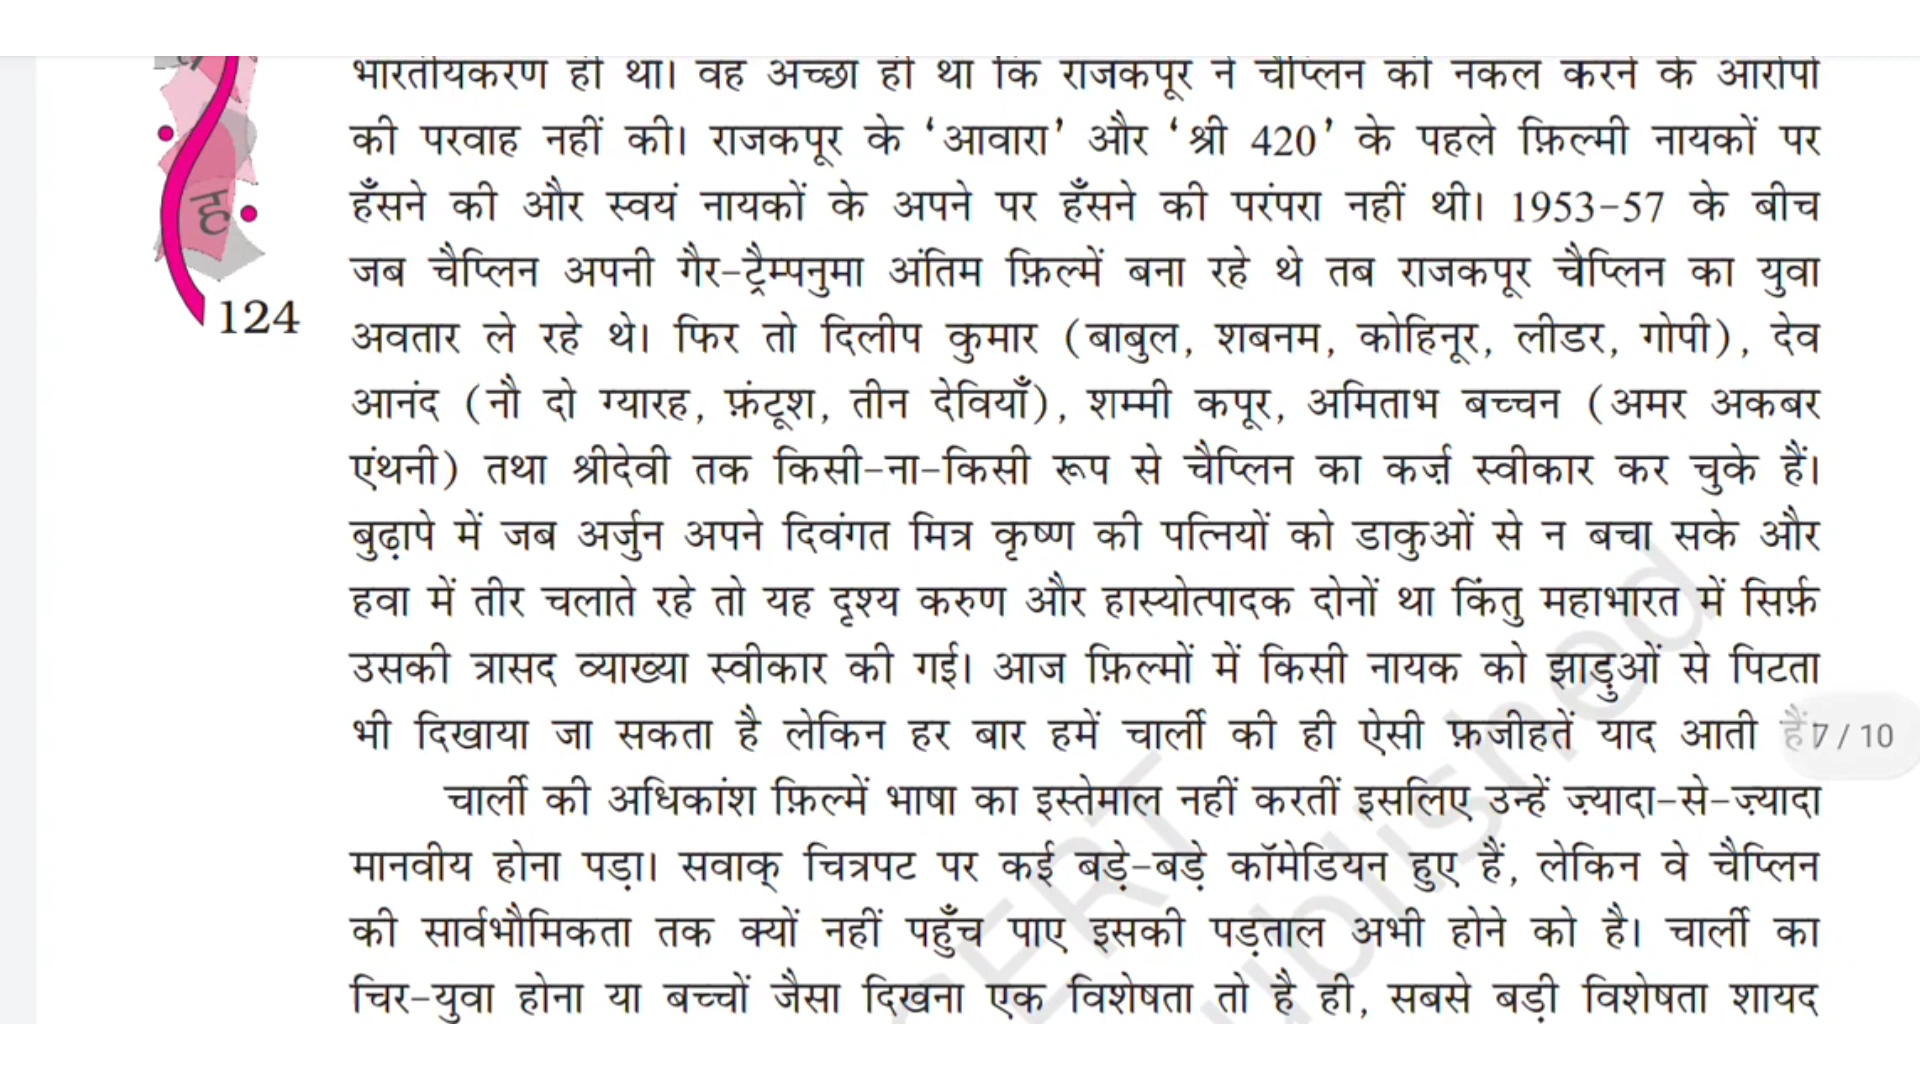 भारतीयकरण ही था। वह अच्छा ही था कि राजकपूर ने चैप्लिन की नकल करने के आरोपों
की परवाह नहीं की। राजकपूर के ‘आवारा’ और ‘श्री 420’ के पहले फ़िल्मी नायकों पर
हँसने की और स्वयं नायकों के अपने पर हँसने की परंपरा नहीं थी। 1953-57 के बीच
ह
जब चैप्लिन अपनी गैर-ट्रैम्पनुमा अंतिम फ़िल्में बना रहे थे तब राजकपूर चैप्लिन का युवा
124
अवतार ले रहे थे। फिर तो दिलीप कुमार (बाबुल, शबनम, कोहिनूर, लीडर, गोपी), देव
आनंद (नौ दो ग्यारह, फ़ंटूश, तीन देवियाँ), शम्मी कपूर, अमिताभ बच्चन (अमर अकबर
एंथनी) तथा श्रीदेवी तक किसी-ना-किसी रूप से चैप्लिन का कर्ज़ स्वीकार कर चुके हैं।
बुढ़ापे में जब अर्जुन अपने दिवंगत मित्र कृष्ण की पत्नियों को डाकुओं से न बचा सके और
हवा में तीर चलाते रहे तो यह दृश्य करुण और हास्योत्पादक दोनों था किंतु महाभारत में सिर्फ़
उसकी त्रासद व्याख्या स्वीकार की गई। आज फ़िल्मों में किसी नायक को झाड़ुओं से पिटता
भी दिखाया जा सकता है लेकिन हर बार हमें चार्ली की ही ऐसी फ़जीहतें याद आती हैं
7 / 10
चार्ली की अधिकांश फ़िल्में भाषा का इस्तेमाल नहीं करतीं इसलिए उन्हें ज़्यादा-से-ज़्यादा
मानवीय होना पड़ा। सवाक् चित्रपट पर कई बड़े-बड़े कॉमेडियन हुए हैं, लेकिन वे चैप्लिन
की सार्वभौमिकता तक क्यों नहीं पहुँच पाए इसकी पड़ताल अभी होने को है। चार्ली का
चिर-युवा होना या बच्चों जैसा दिखना एक विशेषता तो है ही, सबसे बड़ी विशेषता शायद